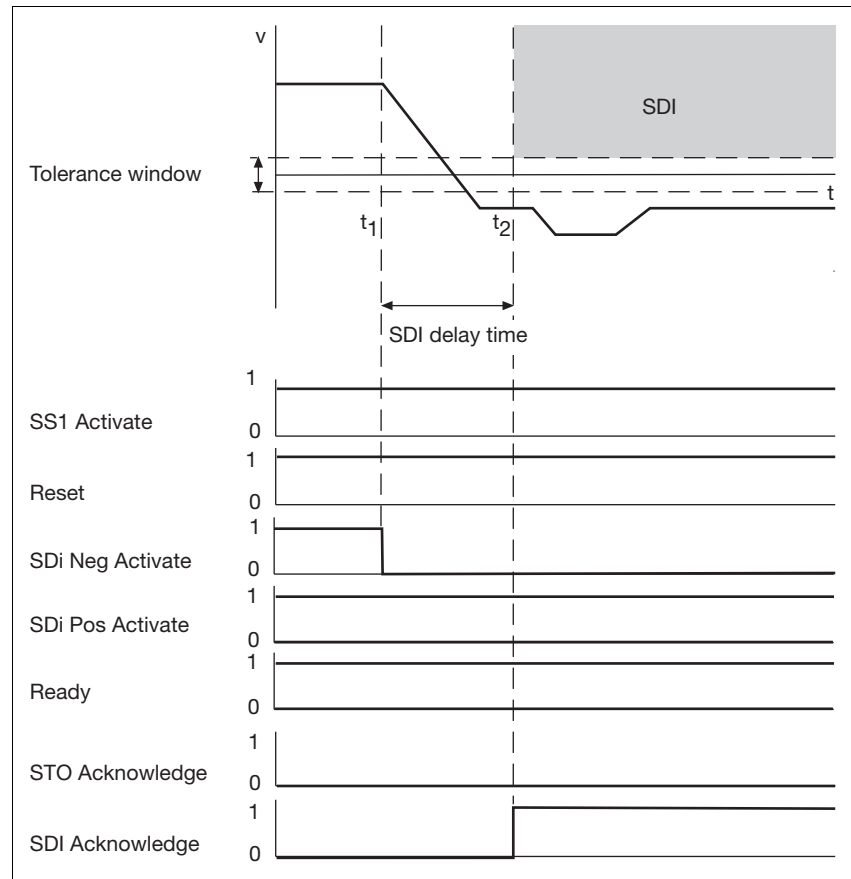 v
SDI
Tolerance window
t
t1
t2
SDI delay time
1
SS1 Activate
0
1
Reset
0
1
SDi Neg Activate
0
1
SDi Pos Activate
0
1
Ready
0
1
STO Acknowledge
0
1
SDI Acknowledge
0